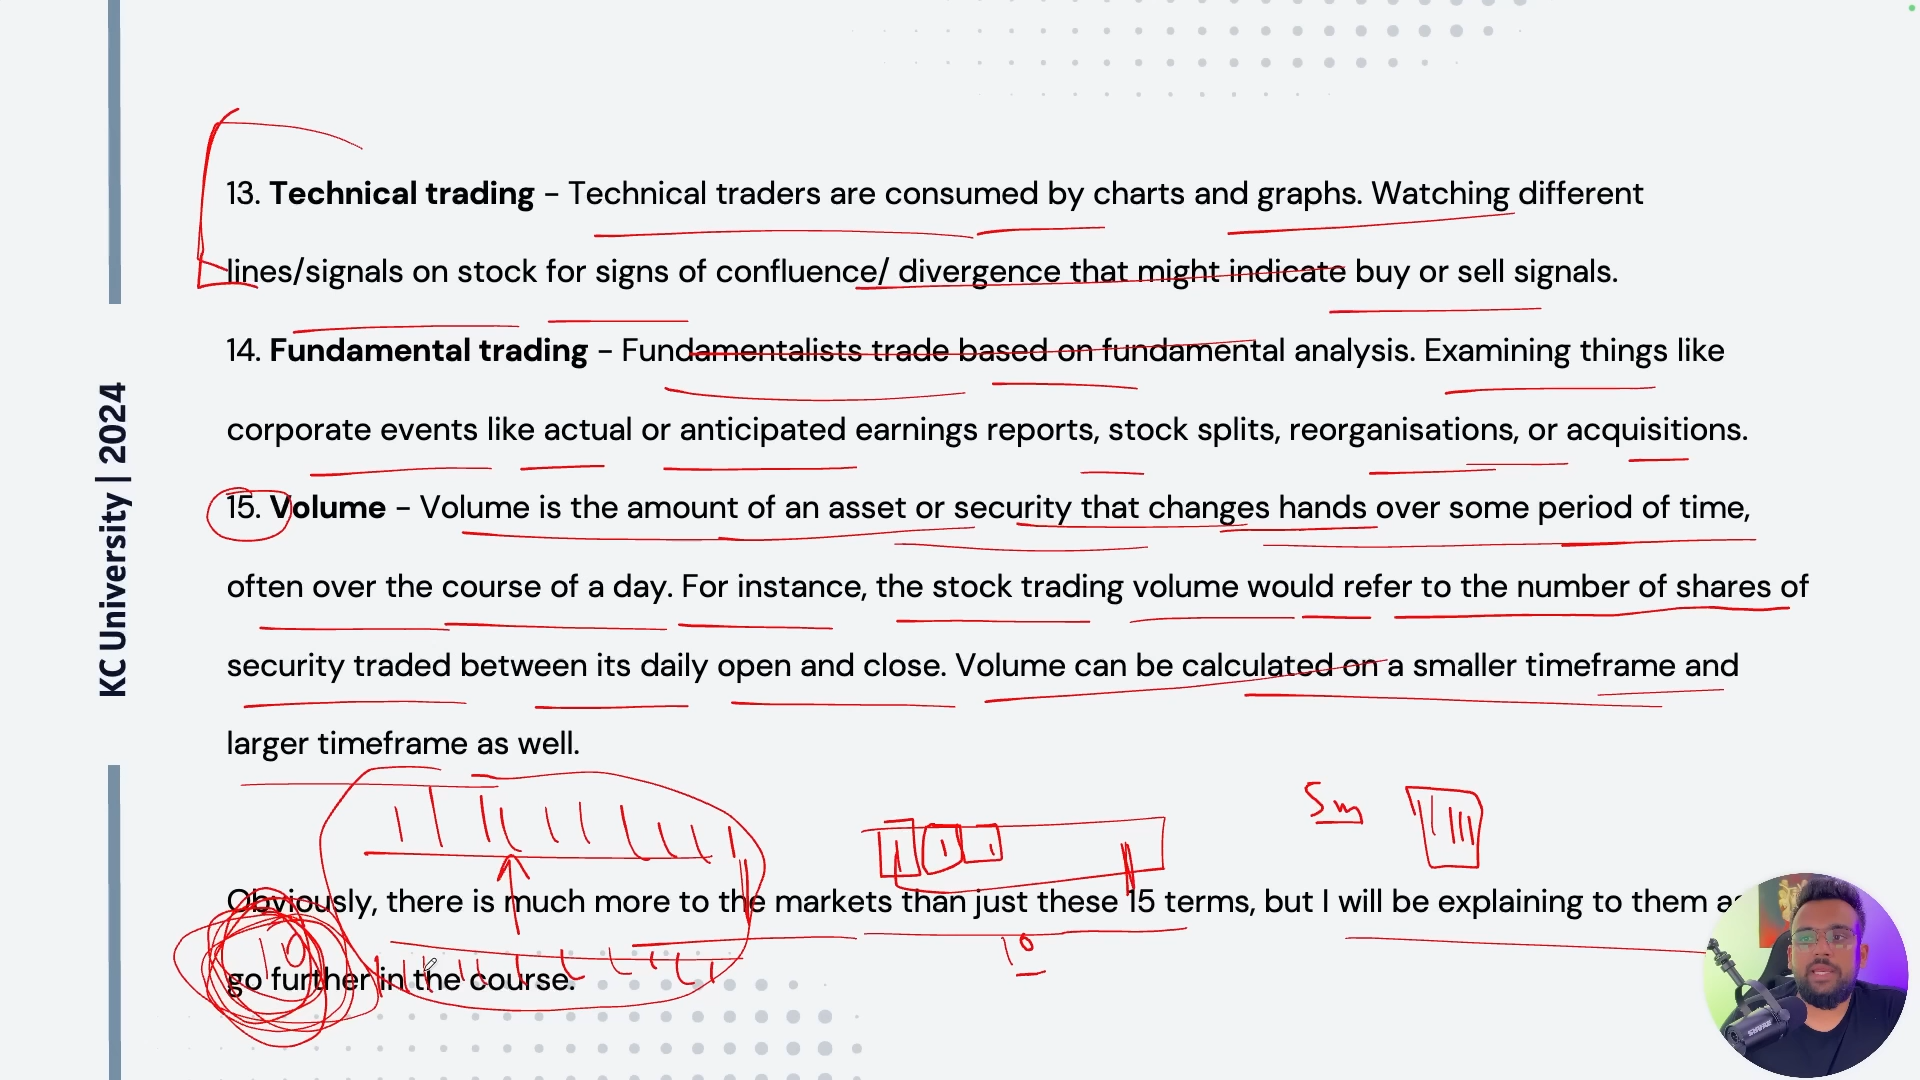 KC University | 2024
13. Technical trading - Technical traders are consumed by charts and graphs. Watching different
lines/signals on stock for signs of confluence/ divergence that might indicate buy or sell signals.
14. Fundamental trading - Fundamentalists trade based on fundamental analysis. Examining things like
corporate events like actual or anticipated earnings reports, stock splits, reorganisations, or acquisitions.
15. Volume - Volume is the amount of an asset or security that changes hands over some period of time,
often over the course of a day. For instance, the stock trading volume would refer to the number of shares of
security traded between its daily open and close. Volume can be calculated on a smaller timeframe and
larger timeframe as well.
5m
Obviously, there is much more to the markets than just these 15 terms, but I will be explaining to them
10
10
go further in the course.
SHURE